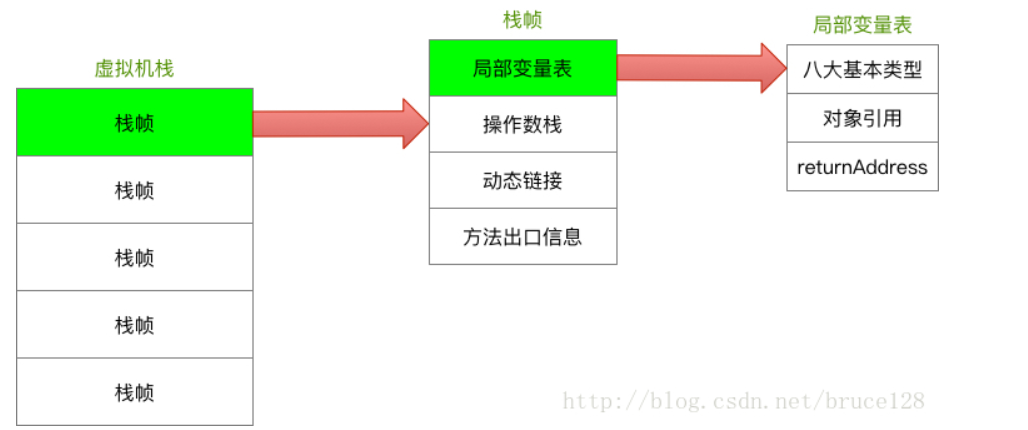 虚拟机栈
栈帧
栈帧
栈帧
栈帧
栈帧
栈帧
局部变量表
操作数栈
动态链接
方法出口信息
局部变量表
八大基本类型
对象引用
returnAddress
http://blog.csdn.net/bruce128